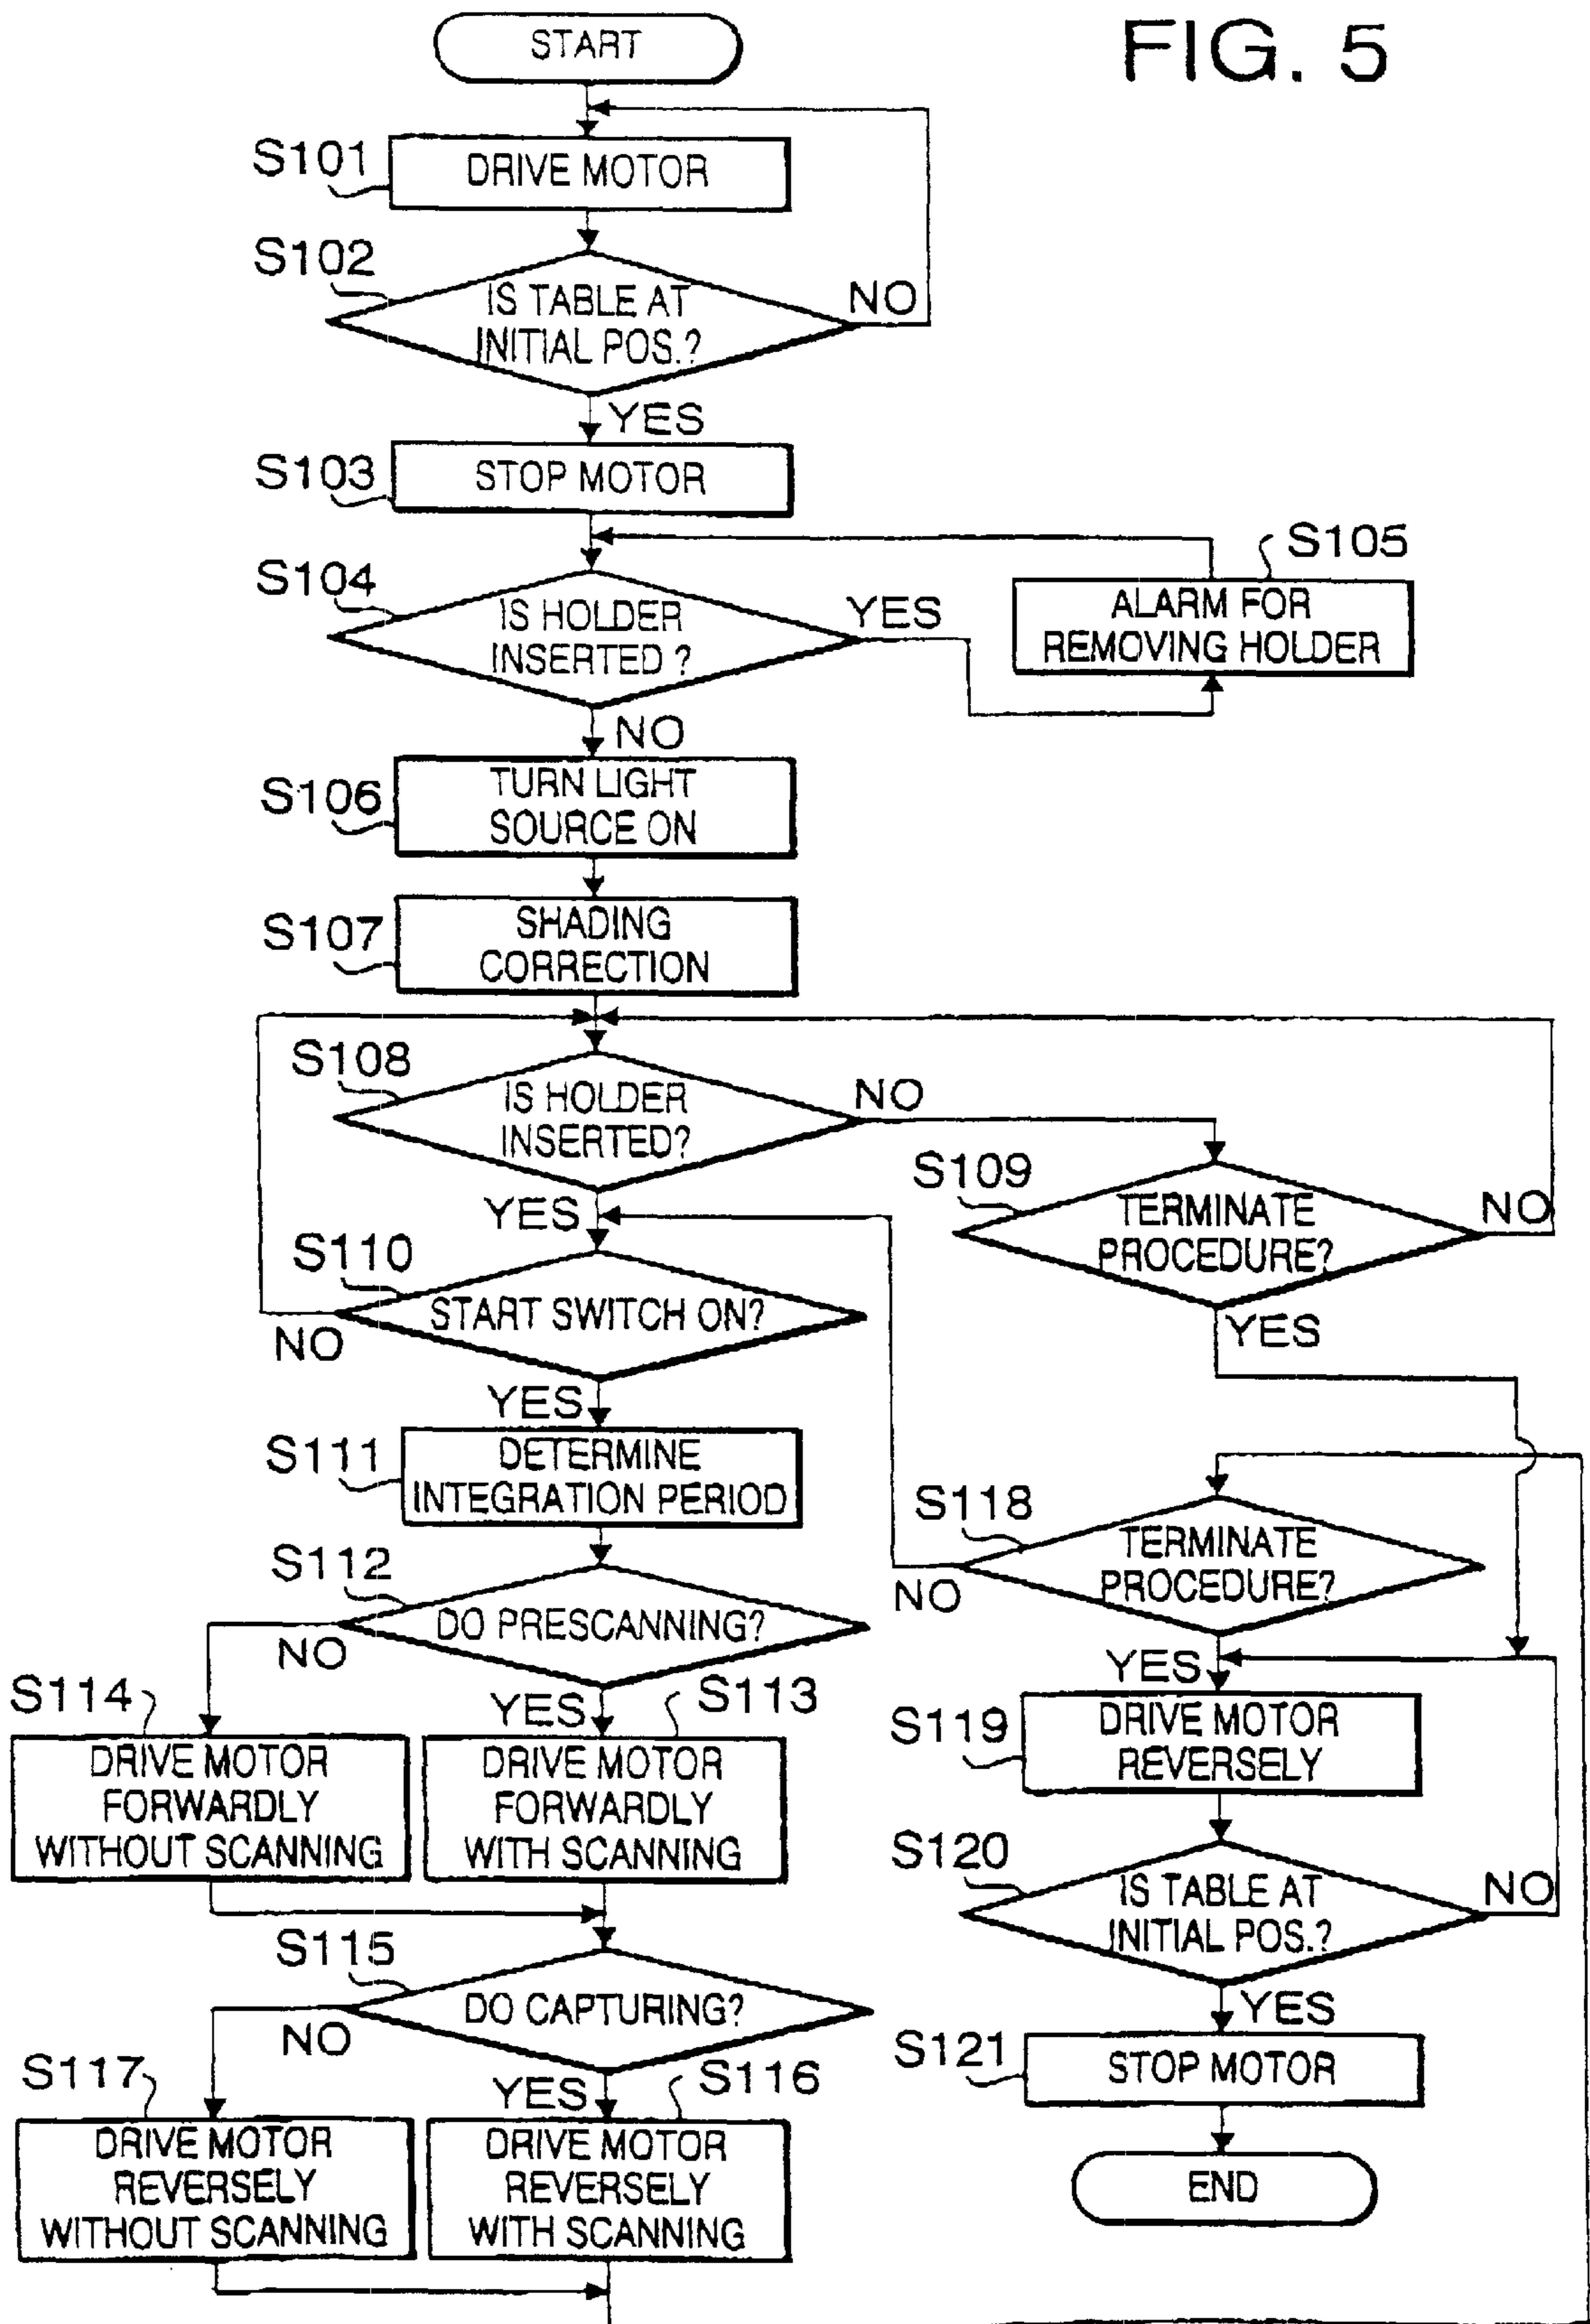 FIG. 5
START
S101
DRIVE MOTOR
S102
IS TABLE AT
INITIAL POS.?
NO
YES
S103
STOP MOTOR
S104
IS HOLDER
INSERTED ?
YES
S105
ALARM FOR
REMOVING HOLDER
NO
S106
TURN LIGHT
SOURCE ON
S107
SHADING
CORRECTION
S108
IS HOLDER
INSERTED?
NO
YES
S109
TERMINATE
PROCEDURE?
NO
YES
S110
START SWITCH ON?
NO
YES
S111
DETERMINE
INTEGRATION PERIOD
S112
DO PRESCANNING?
NO
YES
S114
DRIVE MOTOR
FORWARDLY
WITHOUT SCANNING
S113
DRIVE MOTOR
FORWARDLY
WITH SCANNING
S115
DO CAPTURING?
NO
YES
S117
DRIVE MOTOR
REVERSELY
WITHOUT SCANNING
S116
DRIVE MOTOR
REVERSELY
WITH SCANNING
S118
TERMINATE
PROCEDURE?
NO
YES
S119
DRIVE MOTOR
REVERSELY
S120
IS TABLE AT
INITIAL POS.?
NO
YES
S121
STOP MOTOR
END